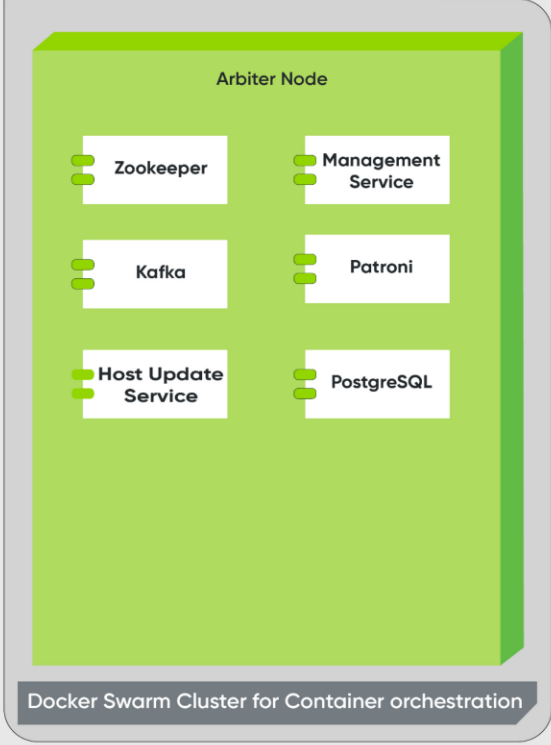 Arbiter Node
Zookeeper
Management
Service
Kafka
Patroni
Host Update
Service
PostgreSQL
Docker Swarm Cluster for Container orchestration